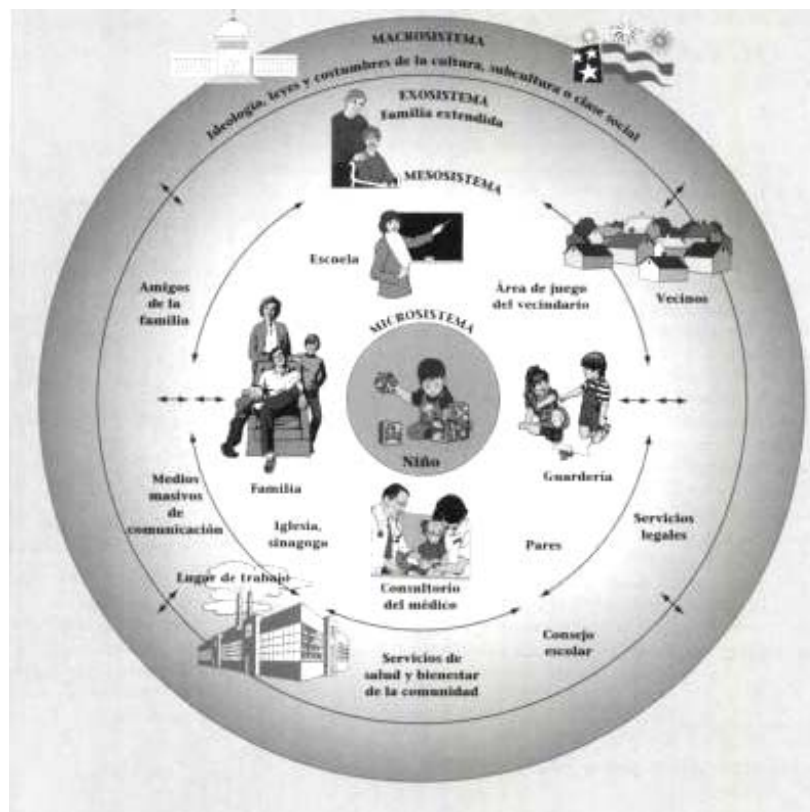 MACROSISTEMA
Ideología, leyes y costumbres de la cultura, subcultura o clase social
EXOSISTEMA
Familia extendida
MESOSISTEMA
Escuela
Área de juego
del vecindario
Vecinos
Amigos
de la
familia
MICROSISTEMA
Niño
Familia
Guardería
Medios
masivos
de
comunicación
Iglesia,
sinagoga
Pares
Servicios
legales
Lugar de trabajo
Consultorio
del médico
Consejo
escolar
Servicios de
salud y bienestar
de la comunidad